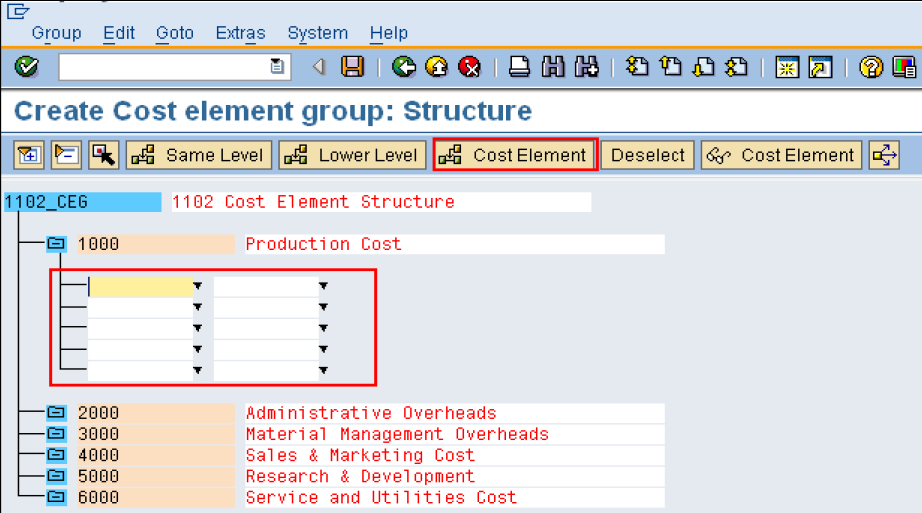 Group Edit Goto Extras System Help
Create Cost element group: Structure
Same Level Lower Level Cost Element Deselect Cost Element
1102_CEG 1102 Cost Element Structure
1000 Production Cost
2000 Administrative Overheads
3000 Material Management Overheads
4000 Sales & Marketing Cost
5000 Research & Development
6000 Service and Utilities Cost